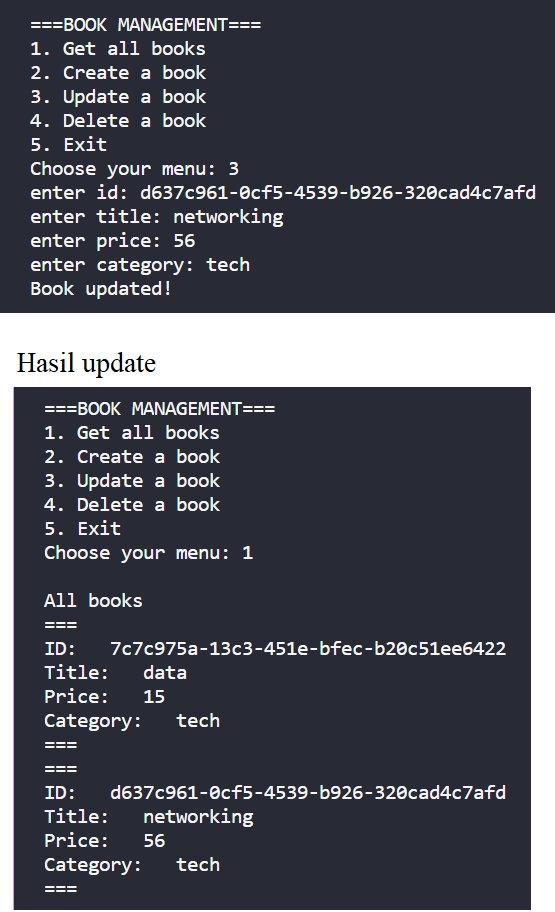 ===BOOK MANAGEMENT===
1. Get all books
2. Create a book
3. Update a book
4. Delete a book
5. Exit
Choose your menu: 3
enter id: d637c961-0cf5-4539-b926-320cad4c7afd
enter title: networking
enter price: 56
enter category: tech
Book updated!
Hasil update
===BOOK MANAGEMENT===
1. Get all books
2. Create a book
3. Update a book
4. Delete a book
5. Exit
Choose your menu: 1
All books
===
ID:   7c7c975a-13c3-451e-bfec-b20c51ee6422
Title:   data
Price:   15
Category:   tech
===
===
ID:   d637c961-0cf5-4539-b926-320cad4c7afd
Title:   networking
Price:   56
Category:   tech
===